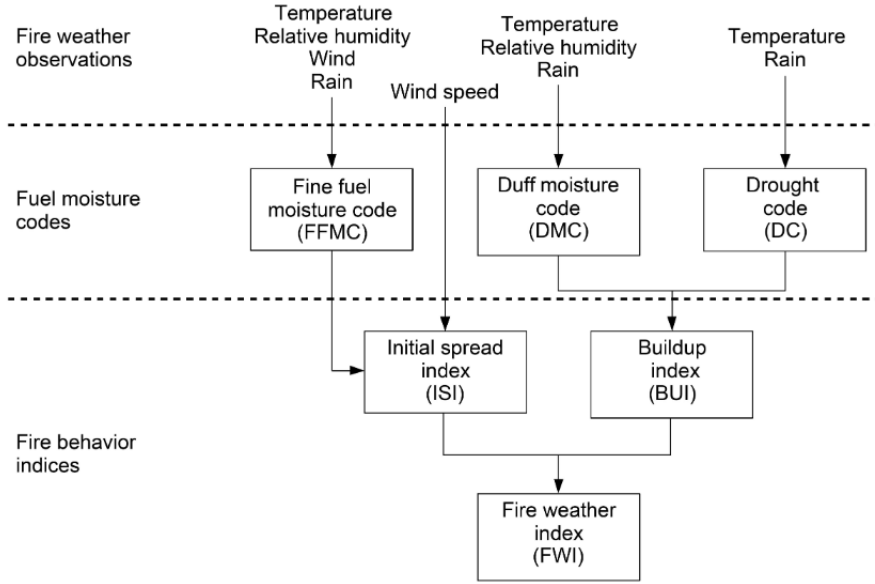 Fire weather
observations
Temperature
Relative humidity
Wind
Rain
Wind speed
Temperature
Relative humidity
Rain
Temperature
Rain
Fuel moisture
codes
Fine fuel
moisture code
(FFMC)
Duff moisture
code
(DMC)
Drought
code
(DC)
Fire behavior
indices
Initial spread
index
(ISI)
Buildup
index
(BUI)
Fire weather
index
(FWI)